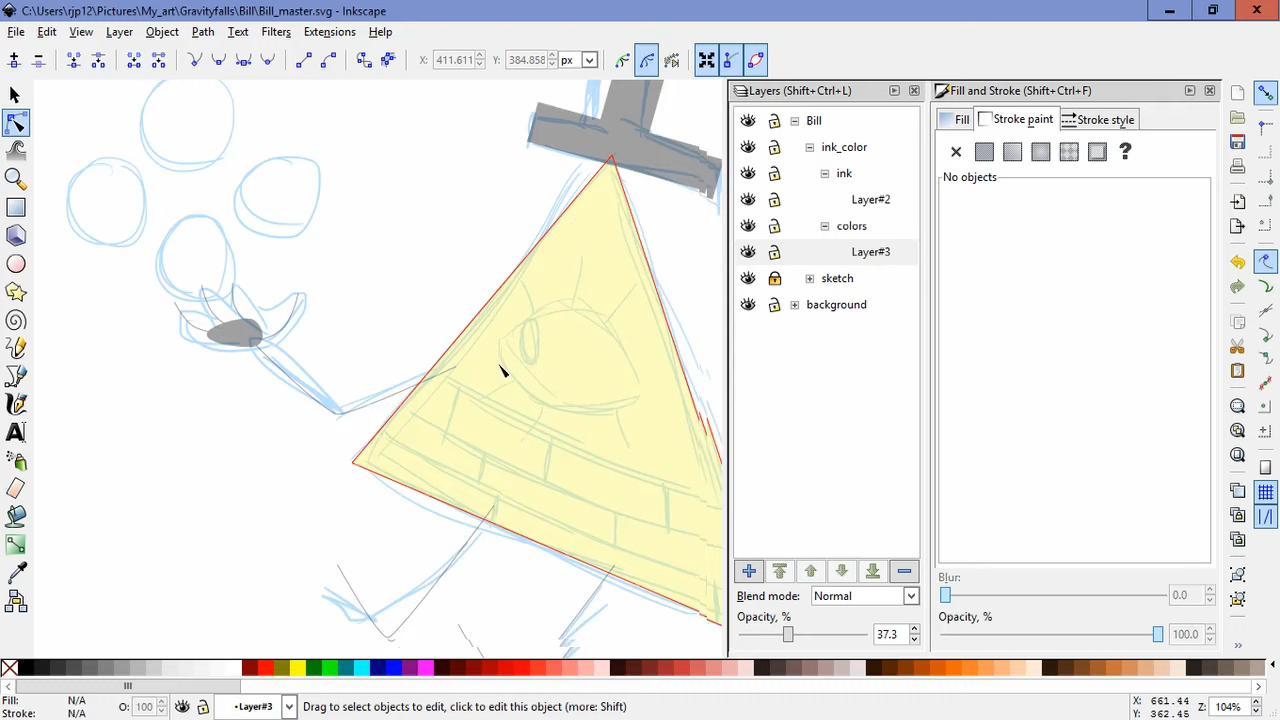 C:\Users\rjp12\Pictures\My_art\Gravityfalls\Bill\Bill_master.svg - Inkscape
File Edit View Layer Object Path Text Filters Extensions Help
X: 411.611 Y: 384.858 px
Layers (Shift+Ctrl+L)
Bill
ink_color
ink
Layer#2
colors
Layer#3
sketch
background
Blend mode: Normal
Opacity, %
37.3
Fill and Stroke (Shift+Ctrl+F)
Fill Stroke paint Stroke style
?
No objects
Blur:
0.0
Opacity, %
100.0
Fill: N/A
Stroke: N/A
O: 100
•Layer#3
Drag to select objects to edit, click to edit this object (more: Shift)
X: 661.44
Y: 362.45
Z: 104%